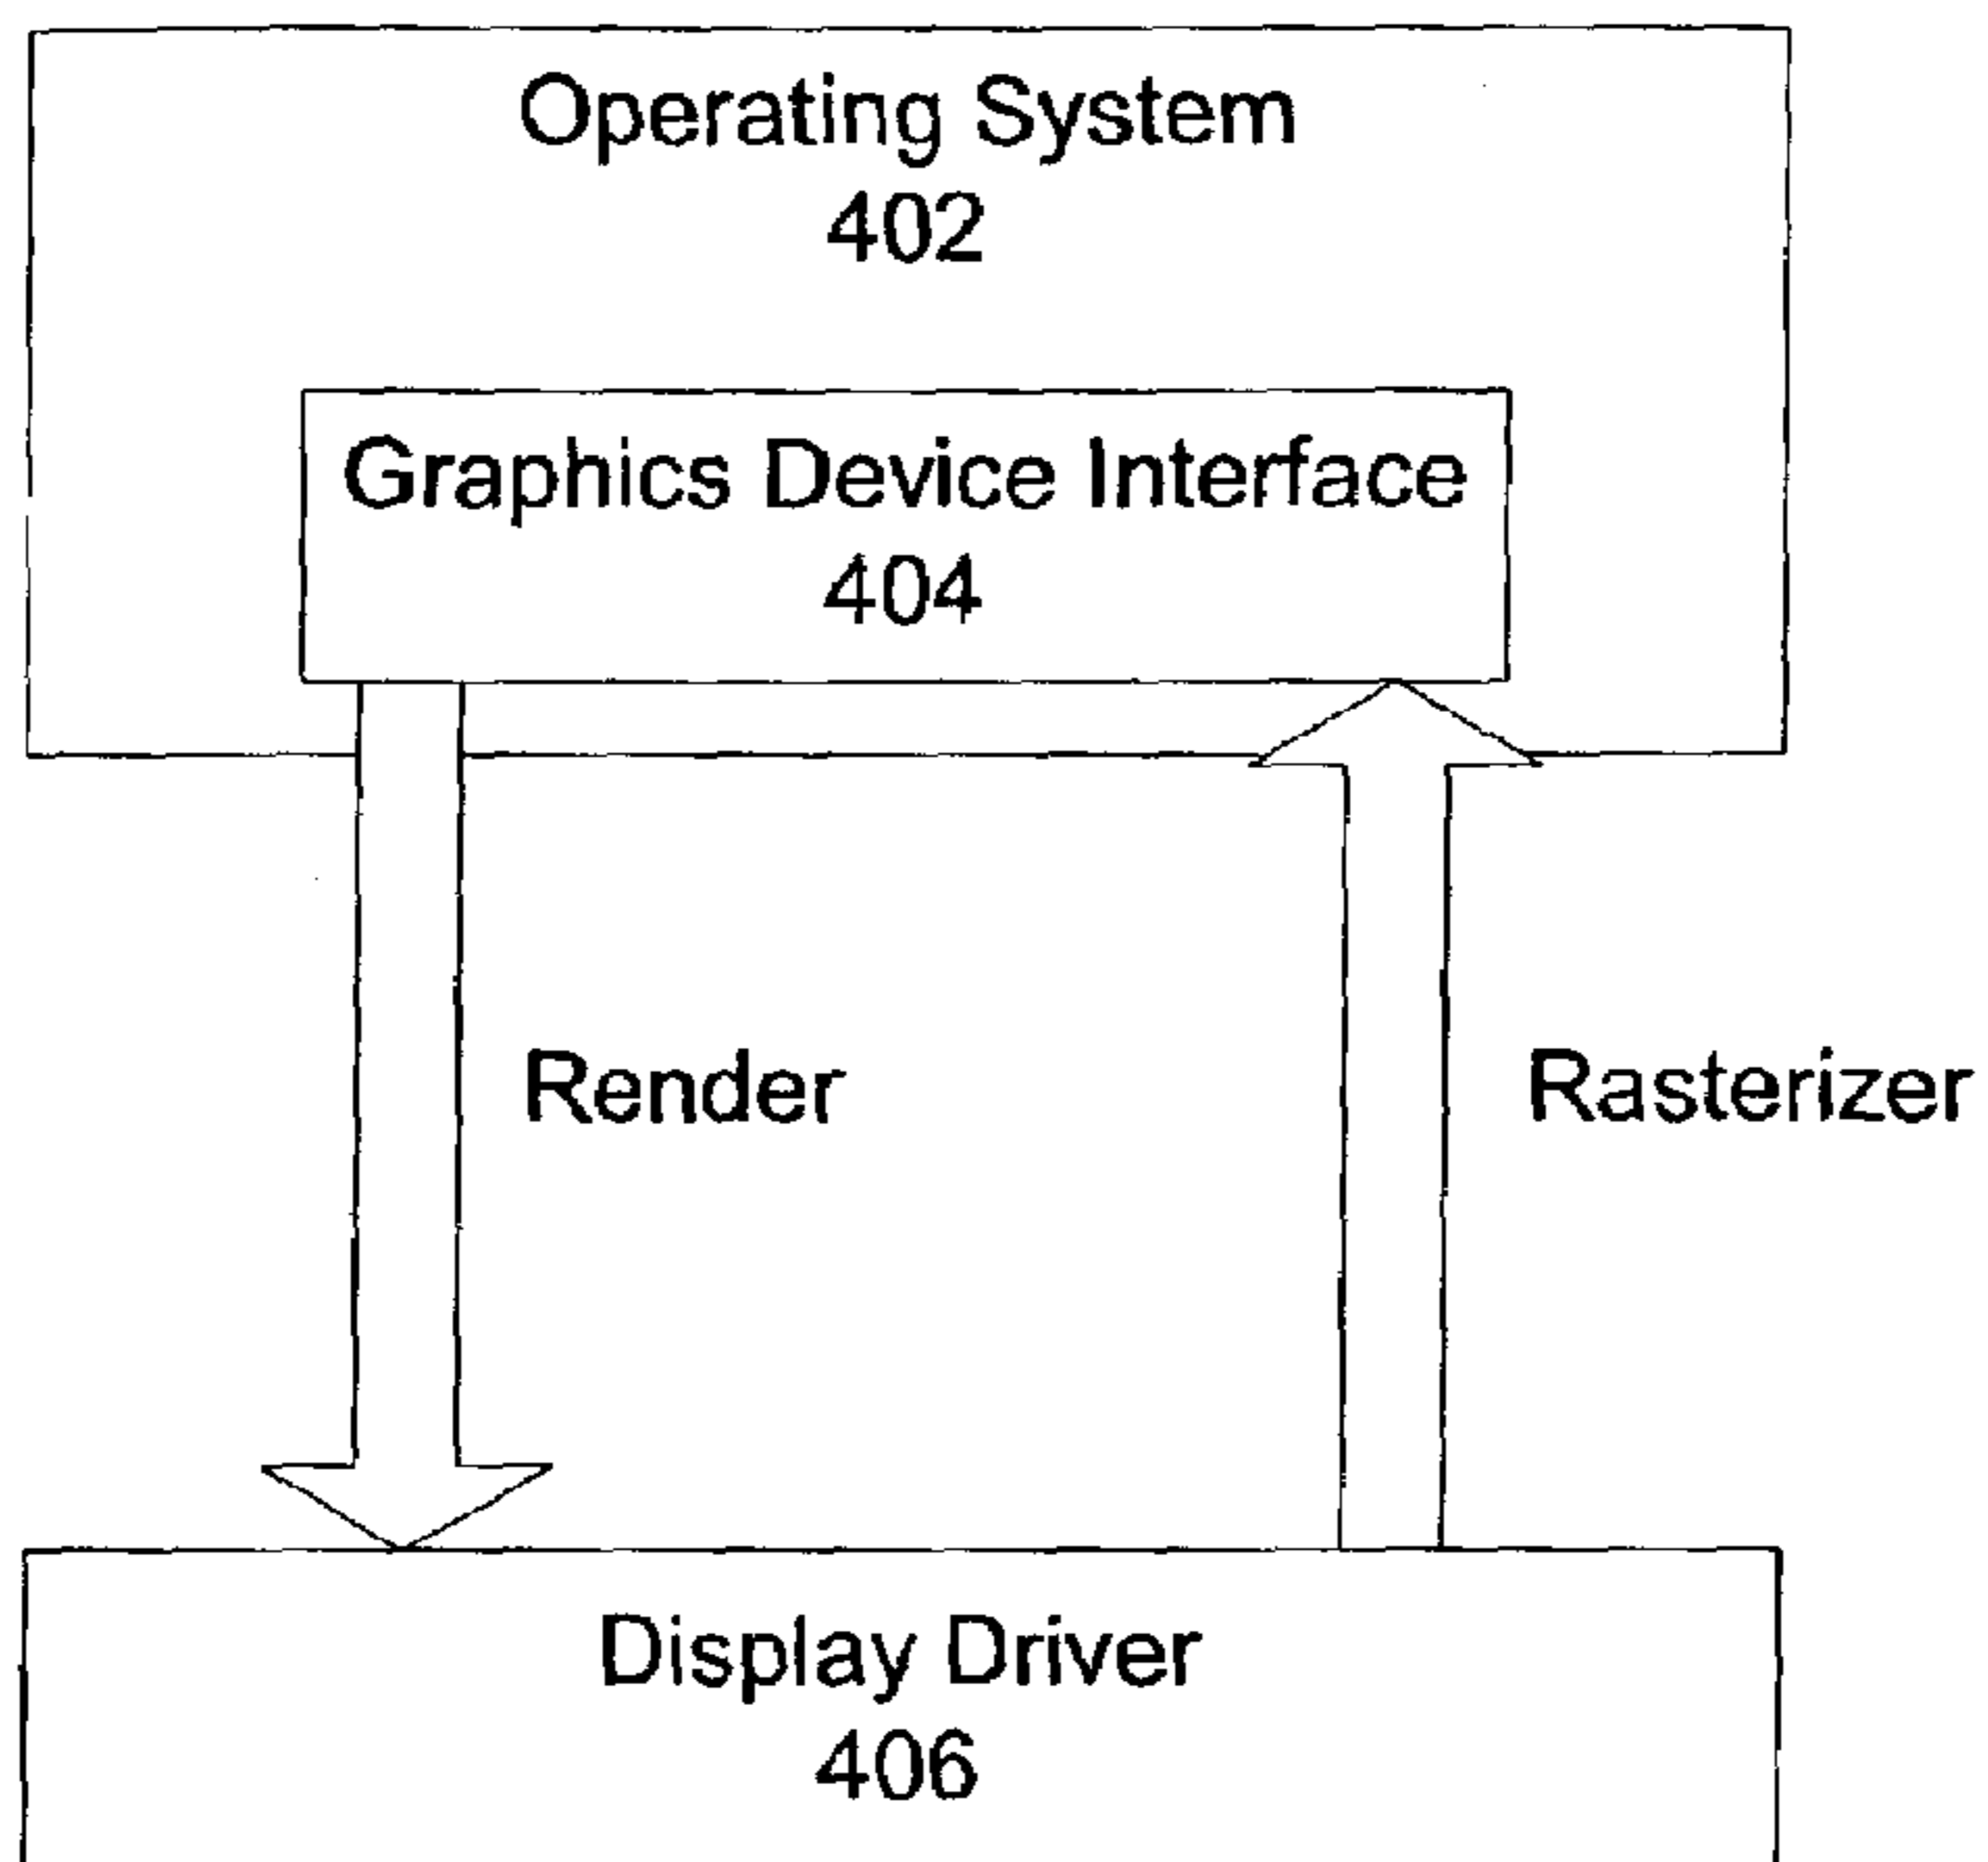 Operating System
402
Graphics Device Interface
404
Render
Rasterizer
Display Driver
406